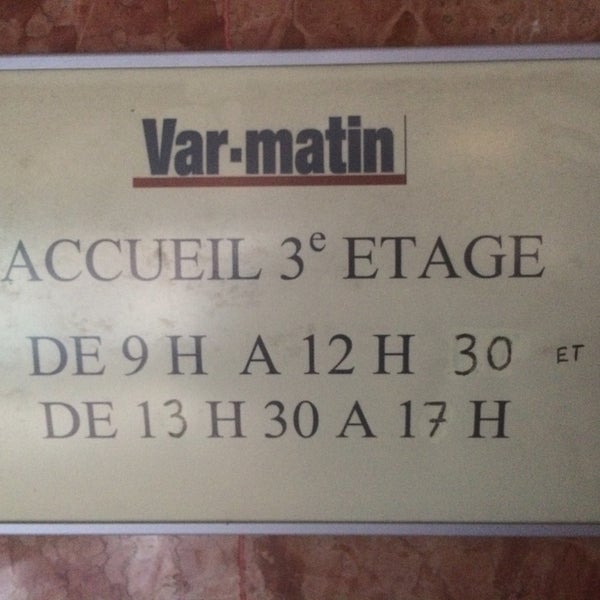 Var-matin
ACCUEIL 3e ETAGE
DE 9 H A 12 H 30 ET
DE 13 H 30 A 17 H